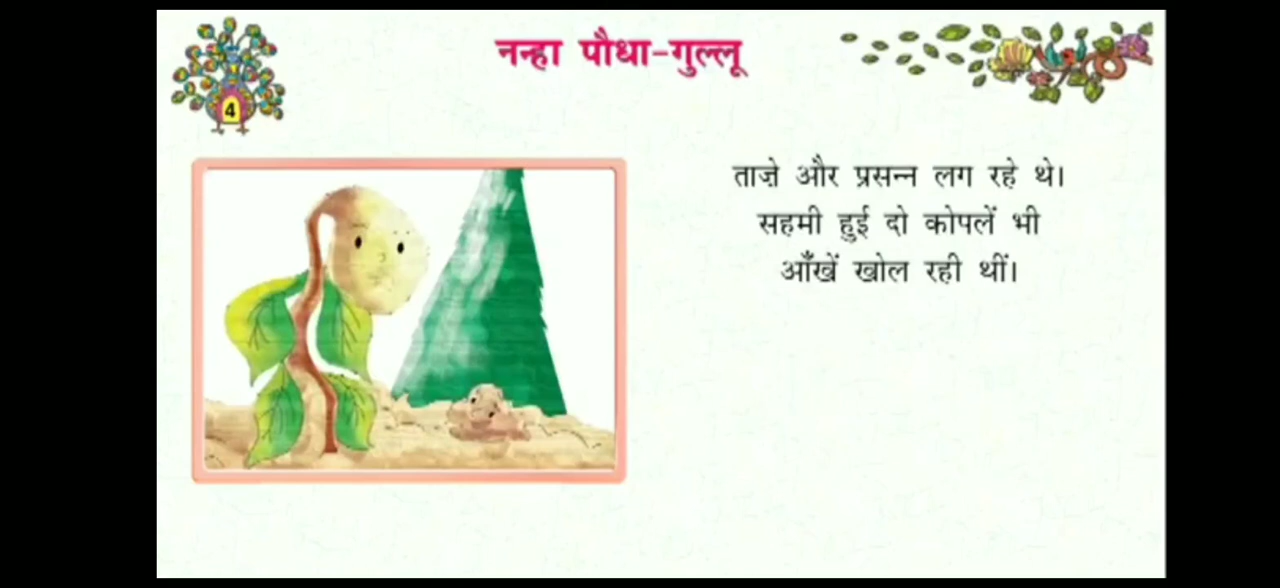 4
नन्हा पौधा-गुल्लू
ताज़े और प्रसन्न लग रहे थे।
सहमी हुई दो कोपलें भी
आँखें खोल रही थीं।